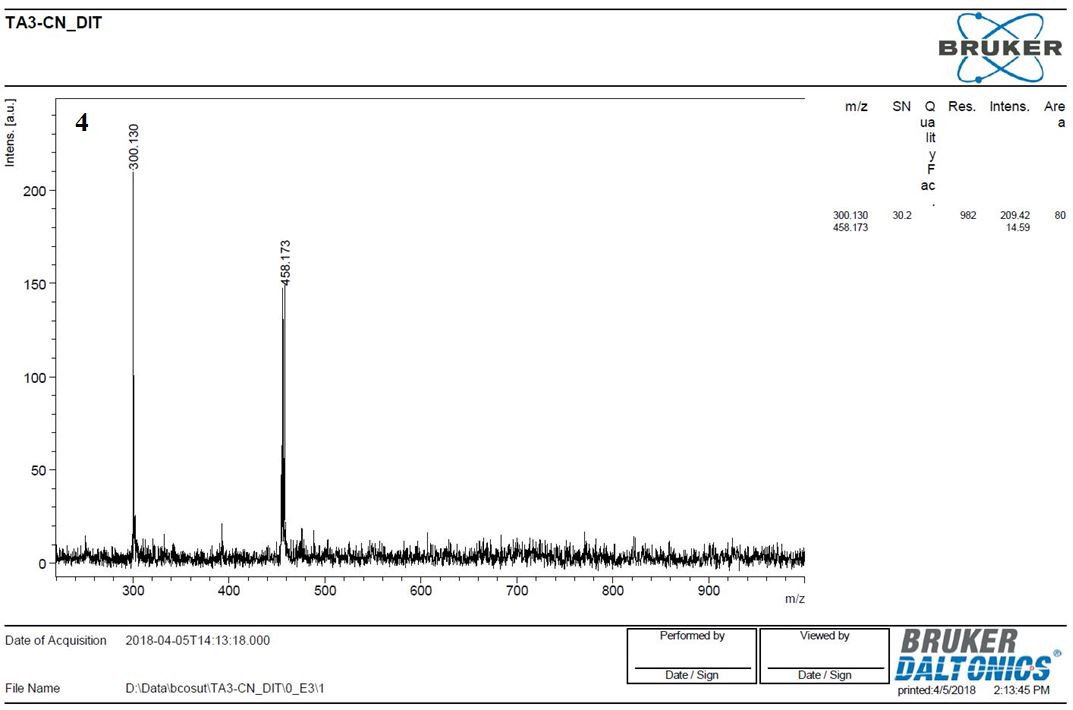 TA3-CN_DIT
BRUKER
Intens. [a.u.]
4
300.130
458.173
200
150
100
50
0
300 400 500 600 700 800 900
m/z
m/z SN Q Res. Intens. Are
ua a
lit
y
F
ac
.
300.130 30.2 982 209.42 80
458.173 14.59
Date of Acquisition 2018-04-05T14:13:18.000
File Name D:\Data\bcosut\TA3-CN_DIT\0_E3\1
Performed by
Date / Sign
Viewed by
Date / Sign
BRUKER
DALTONICS®
printed:4/5/2018 2:13:45 PM